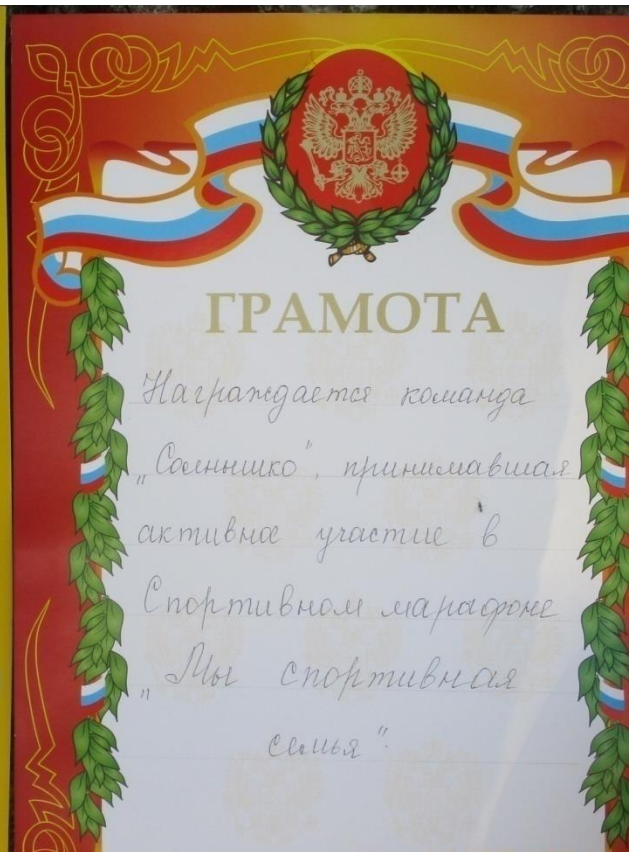 ГРАМОТА
Награждается команда
„Солнышко", принимавшая
активное участие в
Спортивном марафоне
„Мы спортивная
семья".